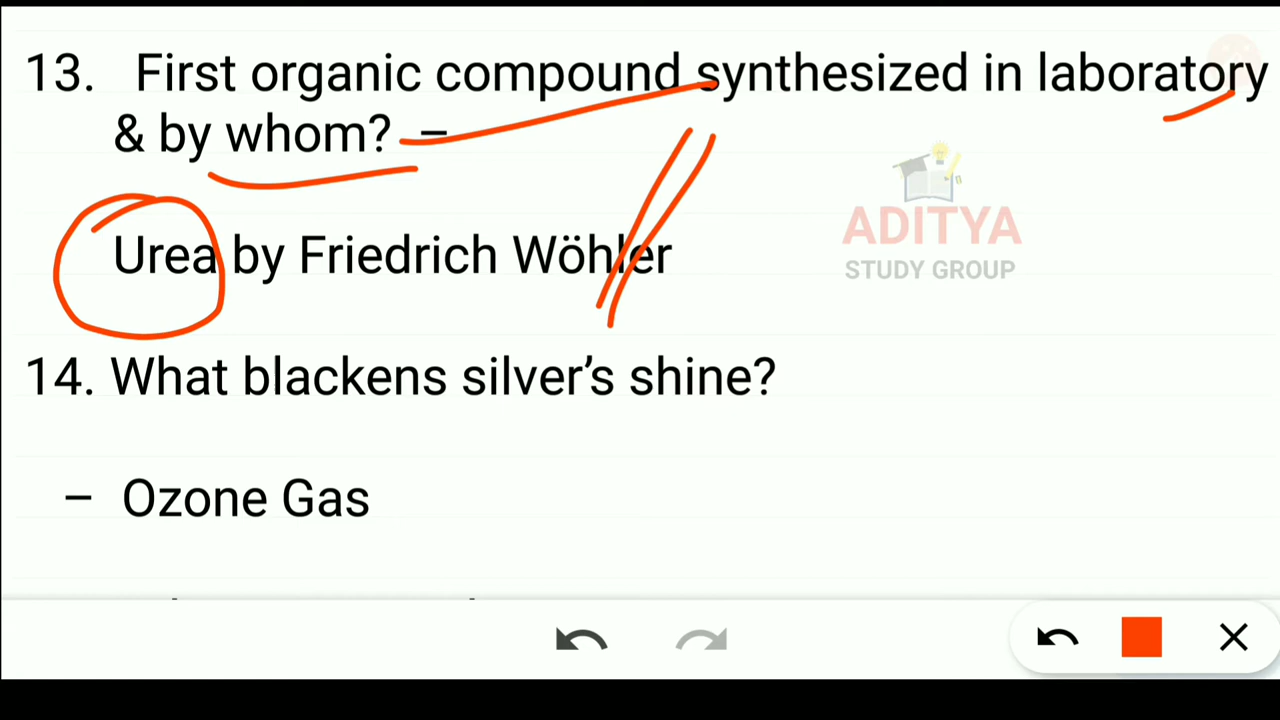 13. First organic compound synthesized in laboratory
& by whom? –
ADITYA
STUDY GROUP
Urea by Friedrich Wöhler
14. What blackens silver’s shine?
– Ozone Gas